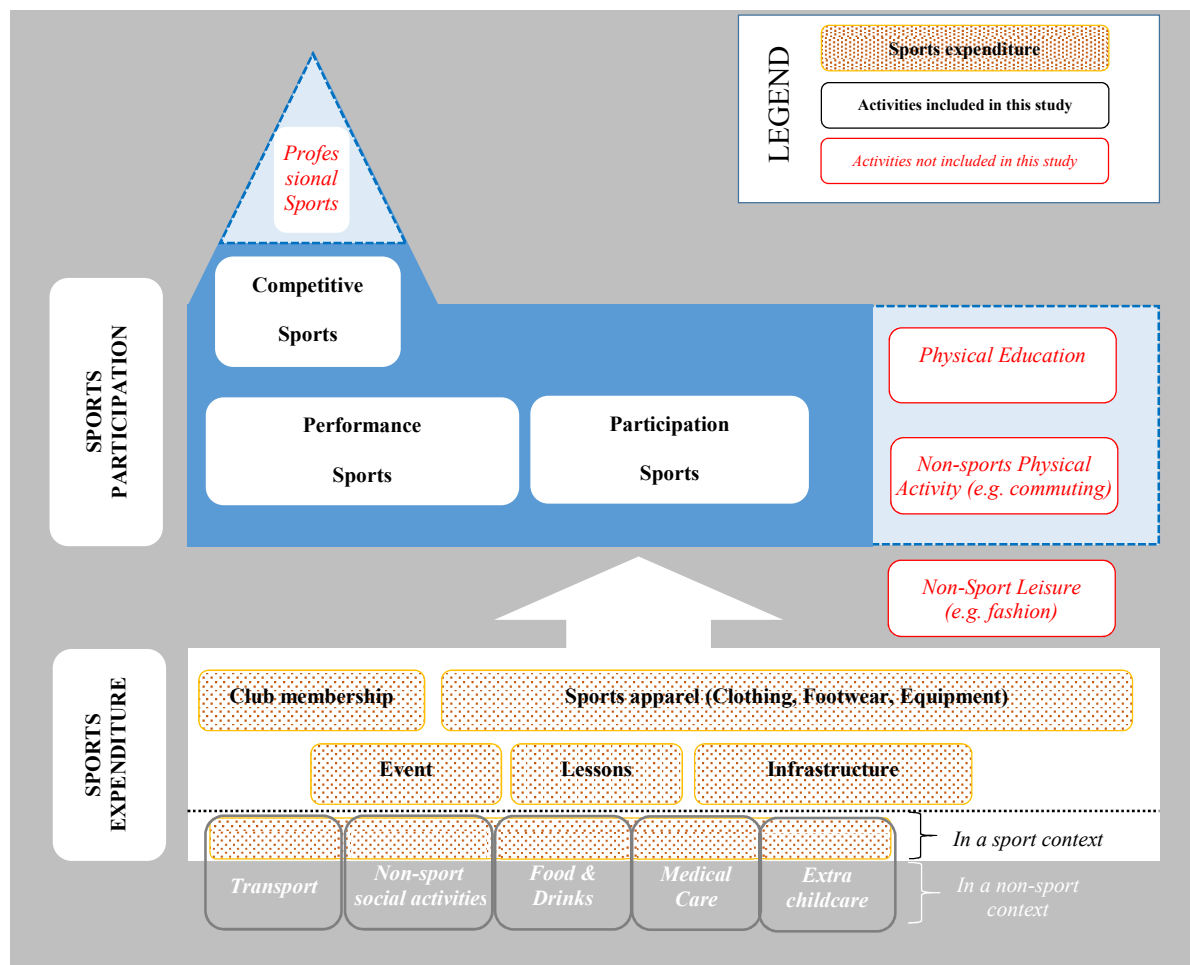 LEGEND
Sports expenditure
Activities included in this study
Activities not included in this study
Profes
sional
Sports
Competitive
Sports
SPORTS
PARTICIPATION
Performance
Sports
Participation
Sports
Physical Education
Non-sports Physical
Activity (e.g. commuting)
Non-Sport Leisure
(e.g. fashion)
SPORTS
EXPENDITURE
Club membership
Sports apparel (Clothing, Footwear, Equipment)
Event
Lessons
Infrastructure
In a sport context
Transport
Non-sport
social activities
Food &
Drinks
Medical
Care
Extra
childcare
In a non-sport
context